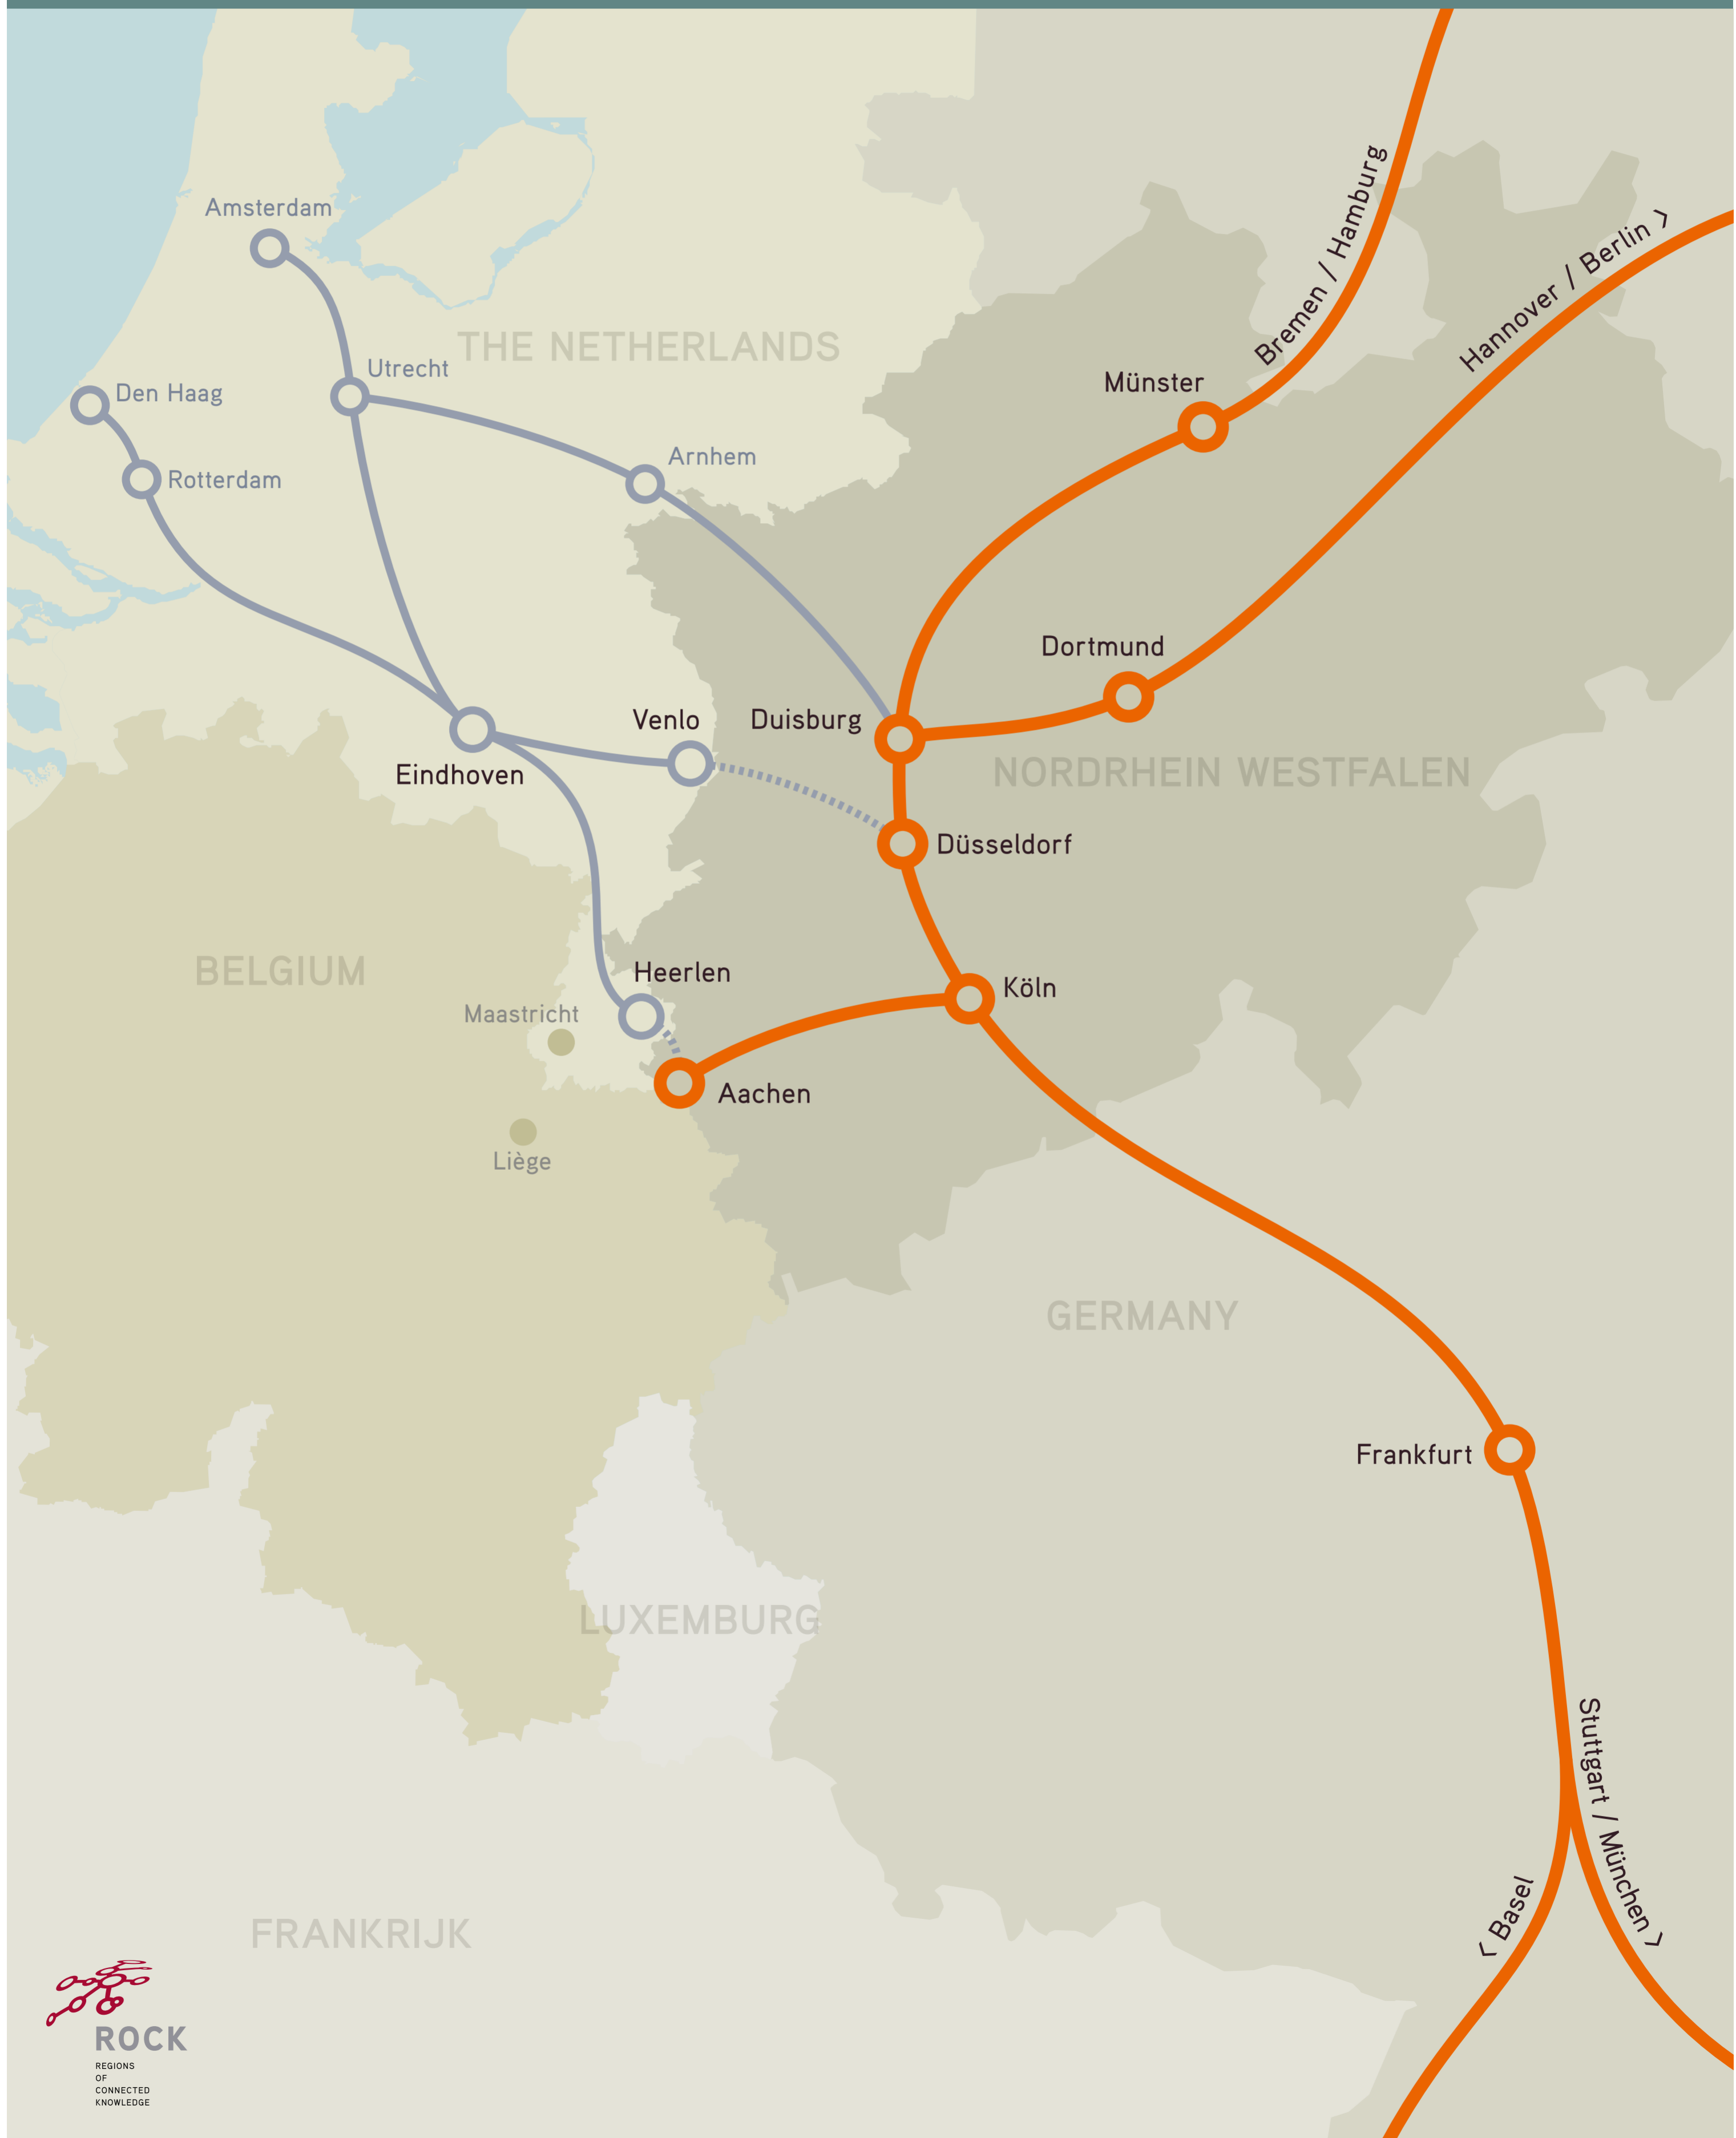 Bremen / Hamburg
Hannover / Berlin >
Amsterdam
THE NETHERLANDS
Utrecht
Den Haag
Münster
Arnhem
Rotterdam
Dortmund
Venlo
Duisburg
Eindhoven
NORDRHEIN WESTFALEN
Düsseldorf
BELGIUM
Heerlen
Köln
Maastricht
Aachen
Liège
GERMANY
Frankfurt
LUXEMBURG
Stuttgart / München >
< Basel
FRANKRIJK
ROCK
REGIONS
OF
CONNECTED
KNOWLEDGE